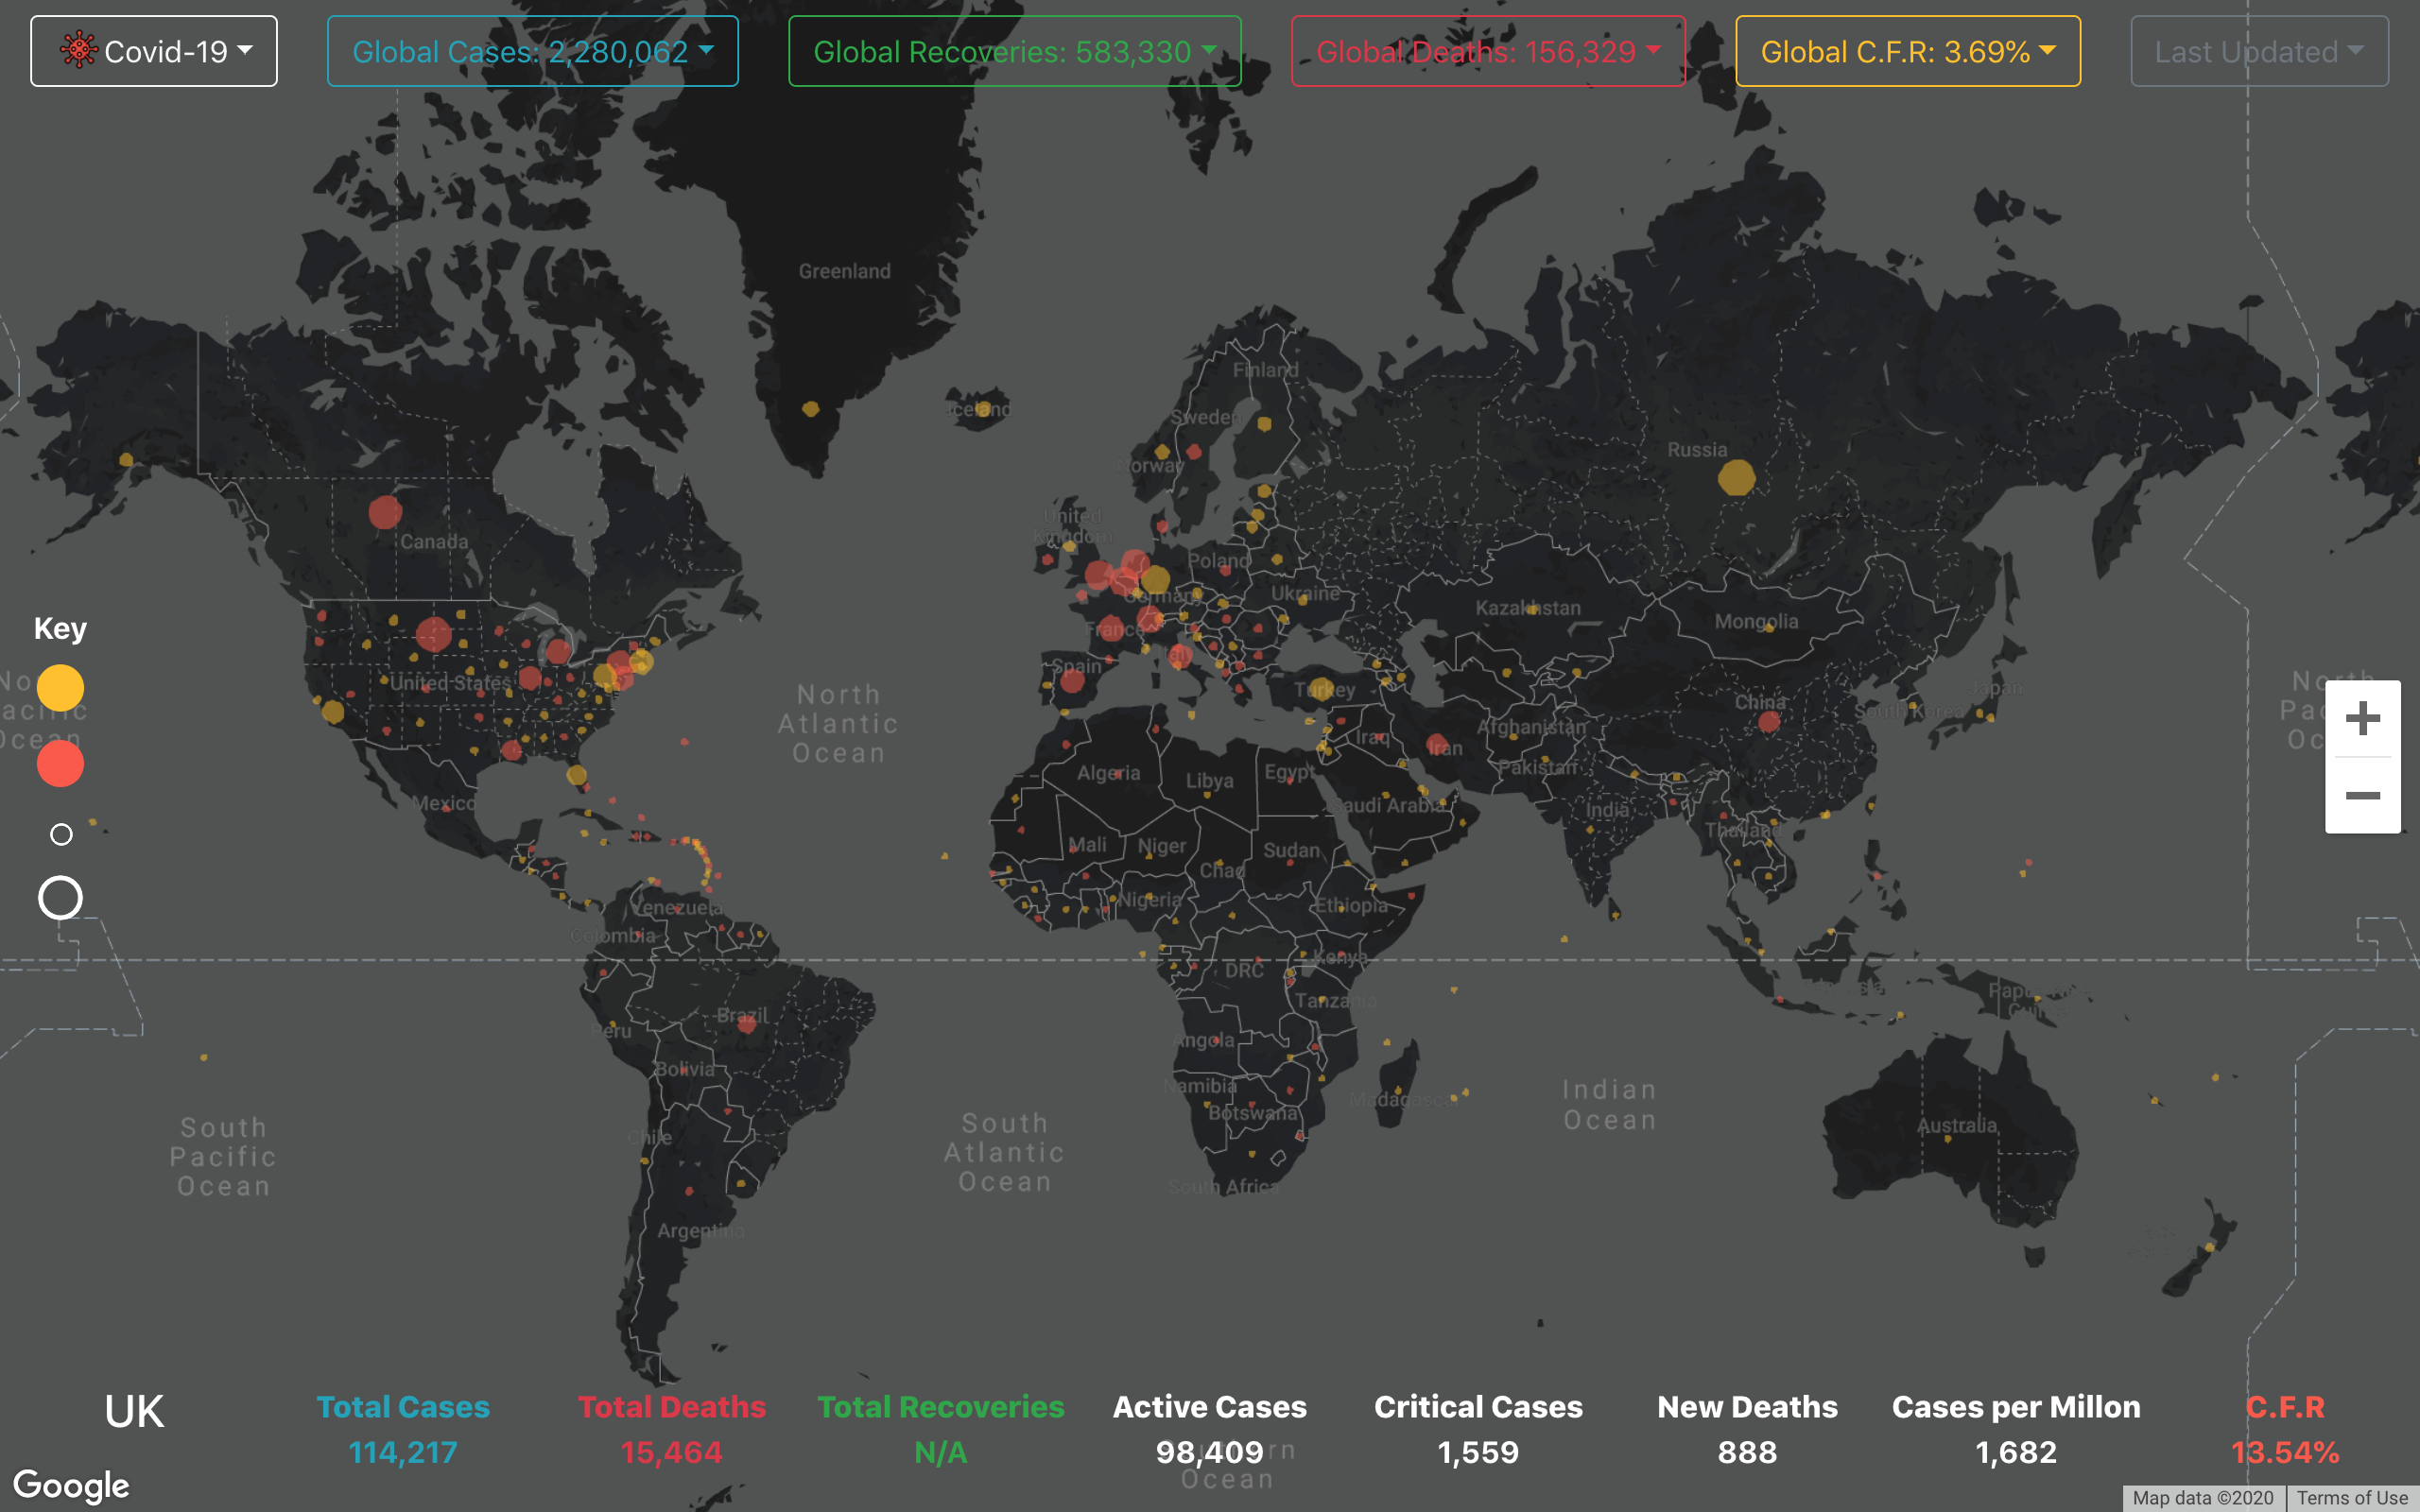 Covid-19
Global Cases: 2,280,062
Global Recoveries: 583,330
Global Deaths: 156,329
Global C.F.R: 3.69%
Last Updated
Greenland
Finland
Iceland
Sweden
Norway
Russia
United
Kingdom
Canada
Poland
Germany
Ukraine
Kazakhstan
Mongolia
Key
France
Spain
United States
North
Atlantic
Ocean
Turkey
China
Japan
South Korea
North
Pacific
Ocean
Afghanistan
Iraq
Iran
Pakistan
Algeria
Libya
Egypt
Saudi Arabia
India
Mexico
Thailand
Mali
Niger
Chad
Sudan
Nigeria
Ethiopia
Venezuela
Colombia
DRC
Kenya
Tanzania
Brazil
Peru
Angola
Bolivia
Namibia
Botswana
Madagascar
Indian
Ocean
Papua New
Guinea
Australia
South
Pacific
Ocean
Chile
South
Atlantic
Ocean
South Africa
Argentina
UK
Total Cases
114,217
Total Deaths
15,464
Total Recoveries
N/A
Active Cases
98,409
Critical Cases
1,559
New Deaths
888
Cases per Millon
1,682
C.F.R
13.54%
Ocean
Google
Map data ©2020
Terms of Use